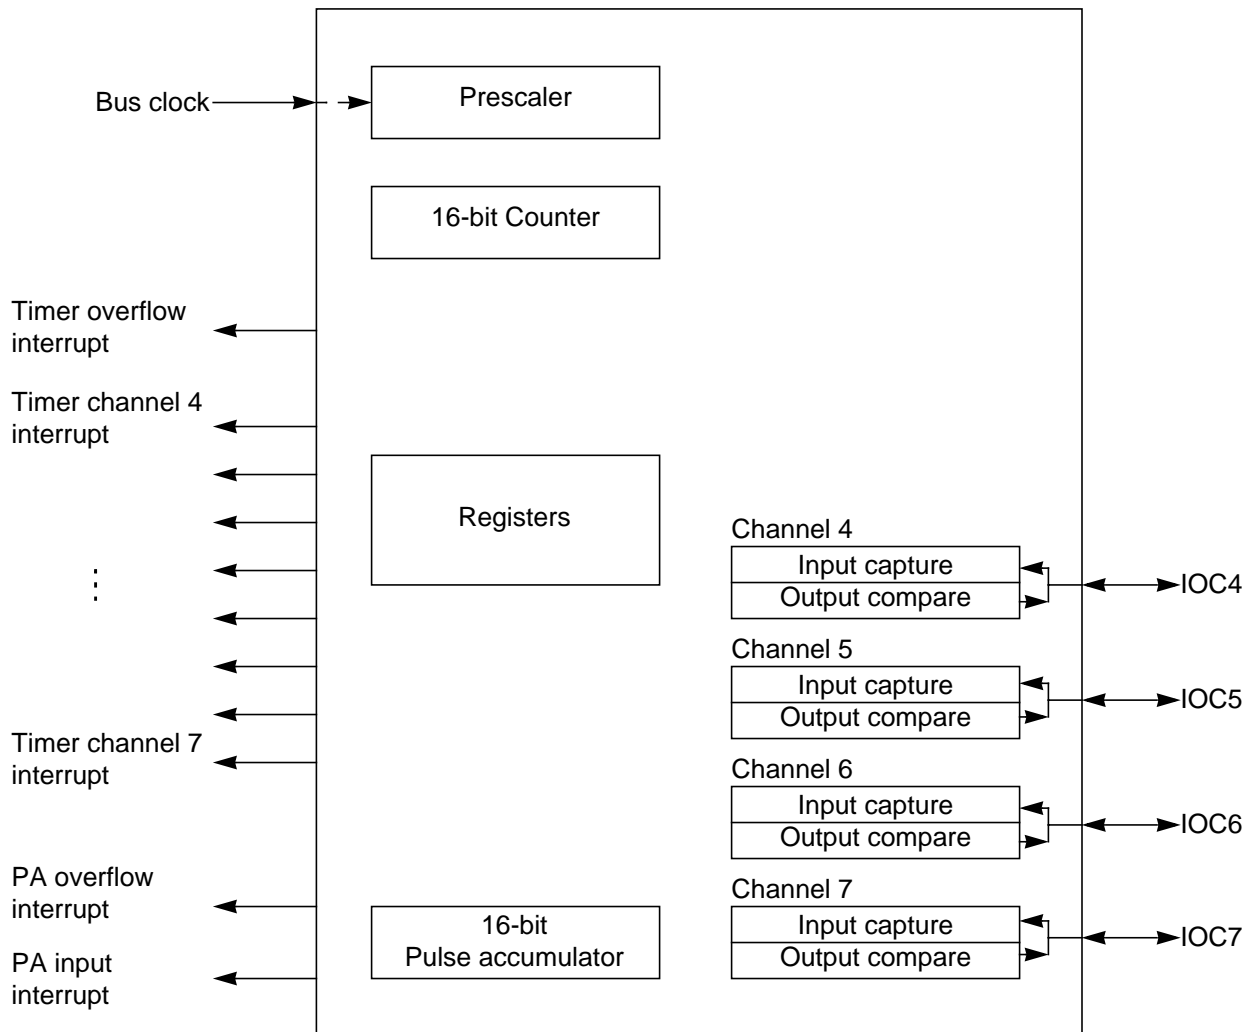 Bus clock
Prescaler
16-bit Counter
Timer overflow
interrupt
Timer channel 4
interrupt
Registers
Channel 4
Input capture
Output compare
IOC4
Channel 5
Input capture
Output compare
IOC5
Timer channel 7
interrupt
Channel 6
Input capture
Output compare
IOC6
PA overflow
interrupt
16-bit
Pulse accumulator
Channel 7
Input capture
Output compare
IOC7
PA input
interrupt